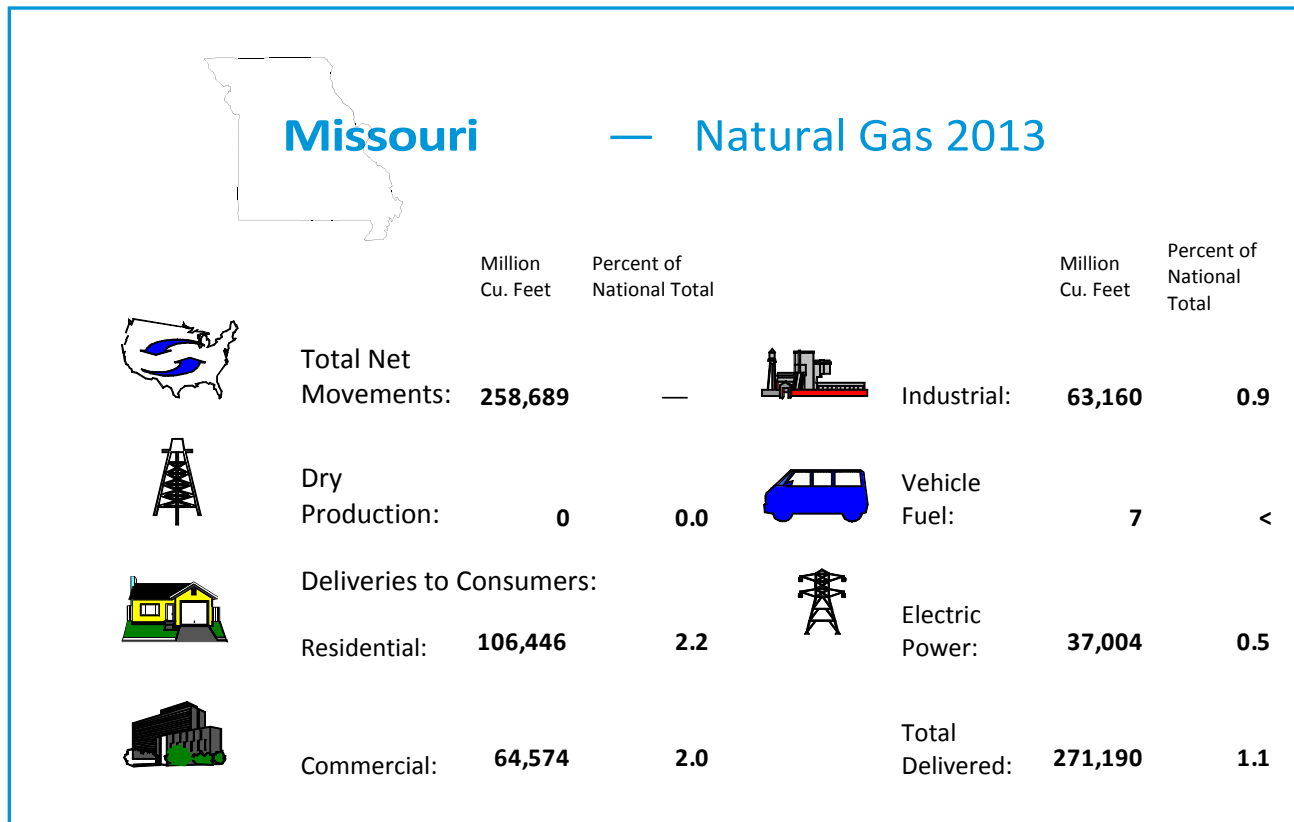 Missouri — Natural Gas 2013
Million
Cu. Feet
Percent of
National Total
Million
Cu. Feet
Percent of
National
Total
Total Net
Movements: 258,689 —
Industrial: 63,160 0.9
Dry
Production: 0 0.0
Vehicle
Fuel: 7 <
Deliveries to Consumers:
Residential: 106,446 2.2
Electric
Power: 37,004 0.5
Commercial: 64,574 2.0
Total
Delivered: 271,190 1.1